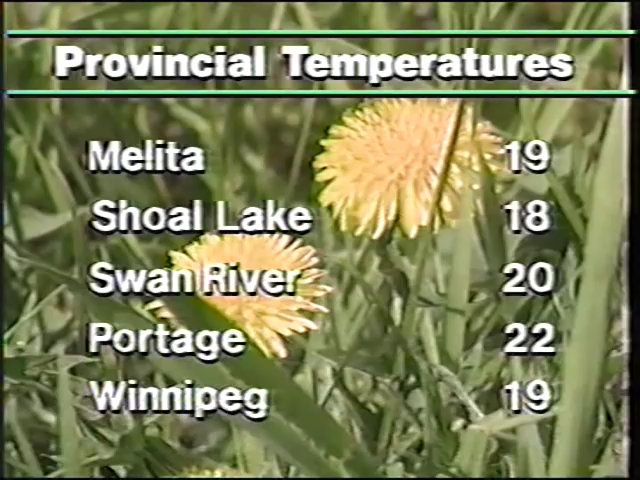 Provincial Temperatures
Melita 19
Shoal Lake 18
Swan River 20
Portage 22
Winnipeg 19